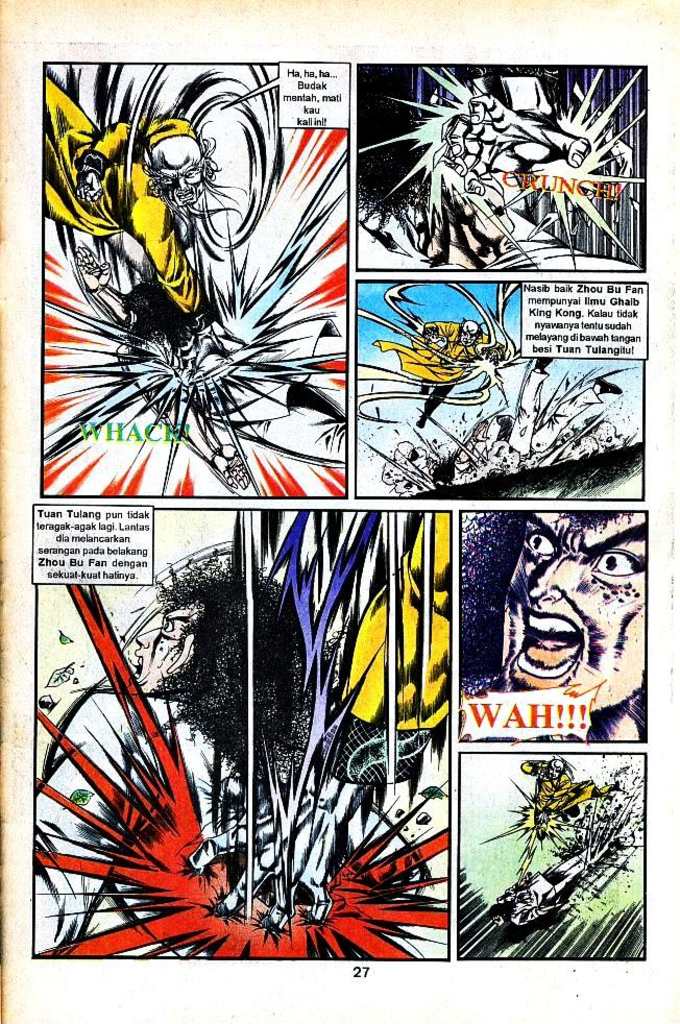 Ha, ha, ha...
Budak
mentah, mati
kau
kali ini!
WHACK!
CRUNCH!
Nasib baik Zhou Bu Fan
mempunyai Ilmu Ghaib
King Kong. Kalau tidak
nyawanya tentu sudah
melayang di bawah tangan
besi Tuan Tulangitu!
Tuan Tulang pun tidak
teragak-agak lagi. Lantas
dia melancarkan
serangan pada belakang
Zhou Bu Fan dengan
sekuat-kuat hatinya.
WAH!!!
27